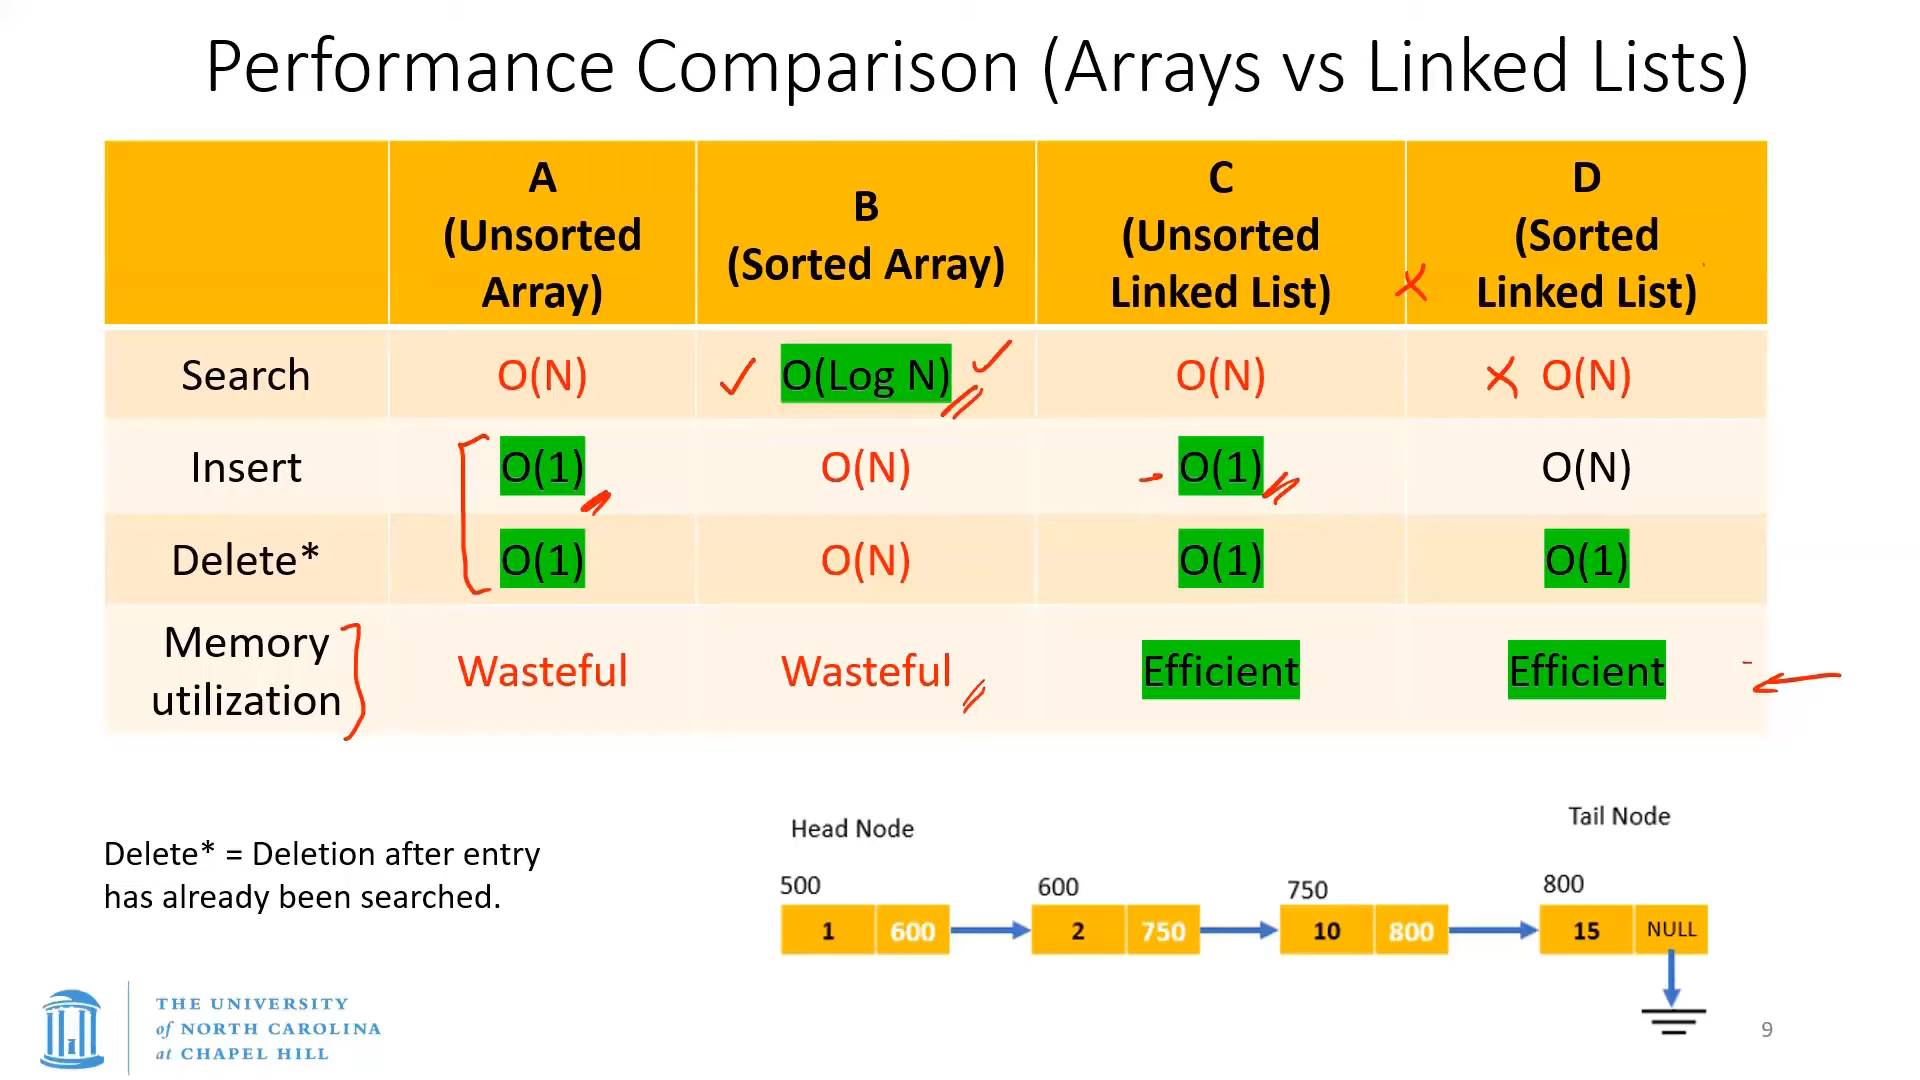 Performance Comparison (Arrays vs Linked Lists)
A
(Unsorted
Array)
B
(Sorted Array)
C
(Unsorted
Linked List)
D
(Sorted
Linked List)
Search
O(N)
O(Log N)
O(N)
O(N)
Insert
O(1)
O(N)
O(1)
O(N)
Delete*
O(1)
O(N)
O(1)
O(1)
Memory
utilization
Wasteful
Wasteful
Efficient
Efficient
Delete* = Deletion after entry
has already been searched.
Head Node
Tail Node
500
600
750
800
1 600
2 750
10 800
15 NULL
THE UNIVERSITY
of NORTH CAROLINA
at CHAPEL HILL
9